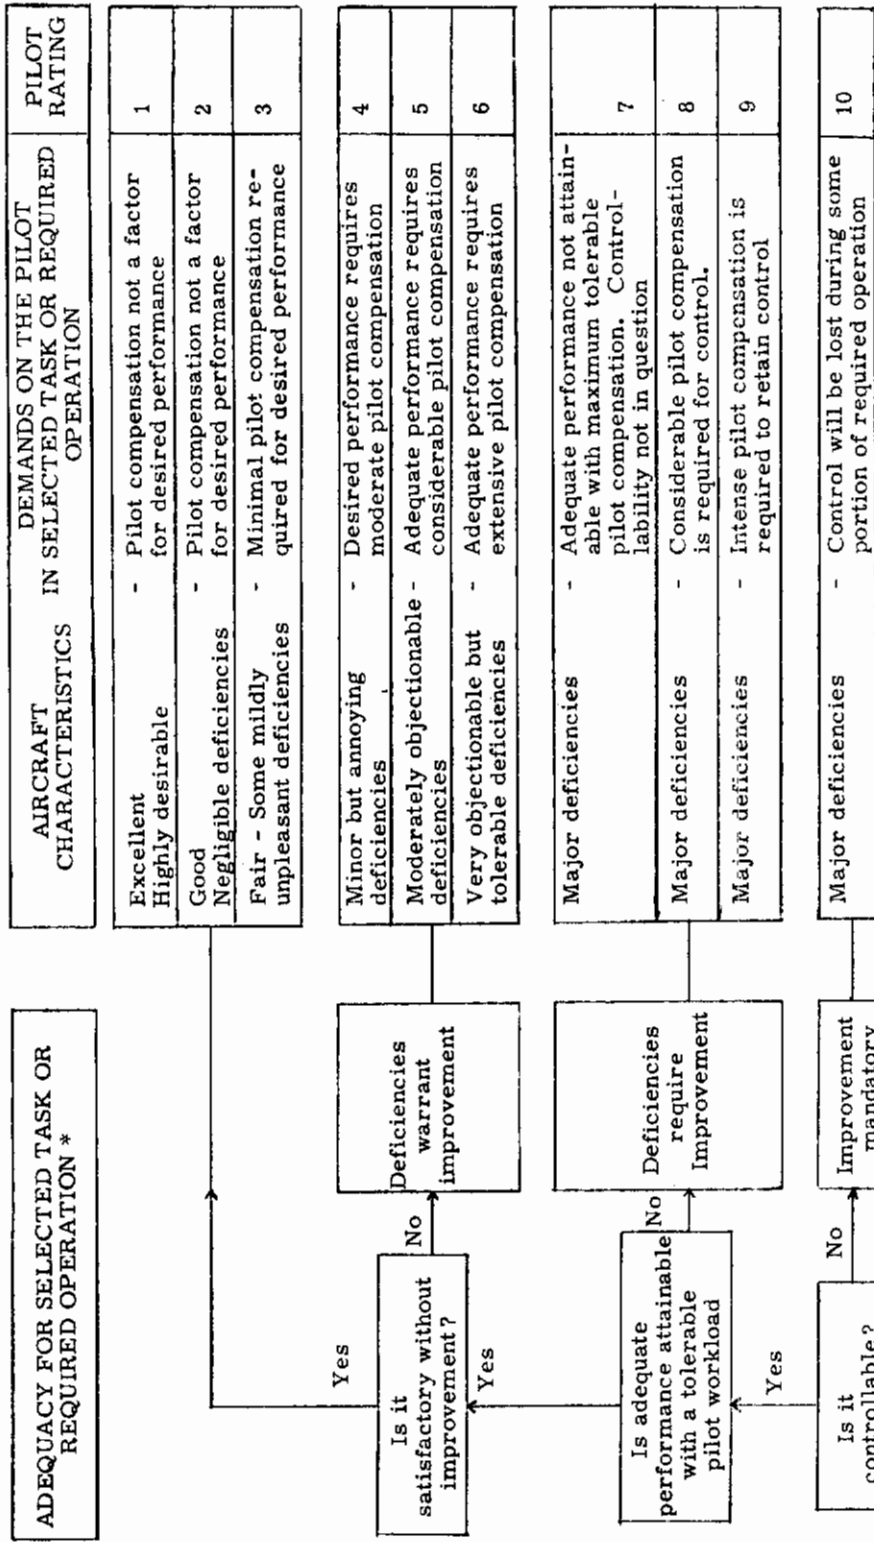 ADEQUACY FOR SELECTED TASK OR
REQUIRED OPERATION *
AIRCRAFT
CHARACTERISTICS
DEMANDS ON THE PILOT
IN SELECTED TASK OR REQUIRED
OPERATION
PILOT
RATING
Excellent
Highly desirable
- Pilot compensation not a factor
for desired performance
1
Good
Negligible deficiencies
- Pilot compensation not a factor
for desired performance
2
Fair - Some mildly
unpleasant deficiencies
- Minimal pilot compensation re-
quired for desired performance
3
Yes
Is it
satisfactory without
improvement?
No
Deficiencies
warrant
improvement
Minor but annoying
deficiencies
- Desired performance requires
moderate pilot compensation
4
Moderately objectionable
deficiencies
- Adequate performance requires
considerable pilot compensation
5
Very objectionable but
tolerable deficiencies
- Adequate performance requires
extensive pilot compensation
6
Yes
Is adequate
performance attainable
with a tolerable
pilot workload
No
Deficiencies
require
Improvement
Major deficiencies
- Adequate performance not attain-
able with maximum tolerable
pilot compensation. Control-
lability not in question
7
Major deficiencies
- Considerable pilot compensation
is required for control.
8
Major deficiencies
- Intense pilot compensation is
required to retain control
9
Yes
Is it
controllable?
No
Improvement
mandatory
Major deficiencies
- Control will be lost during some
portion of required operation
10